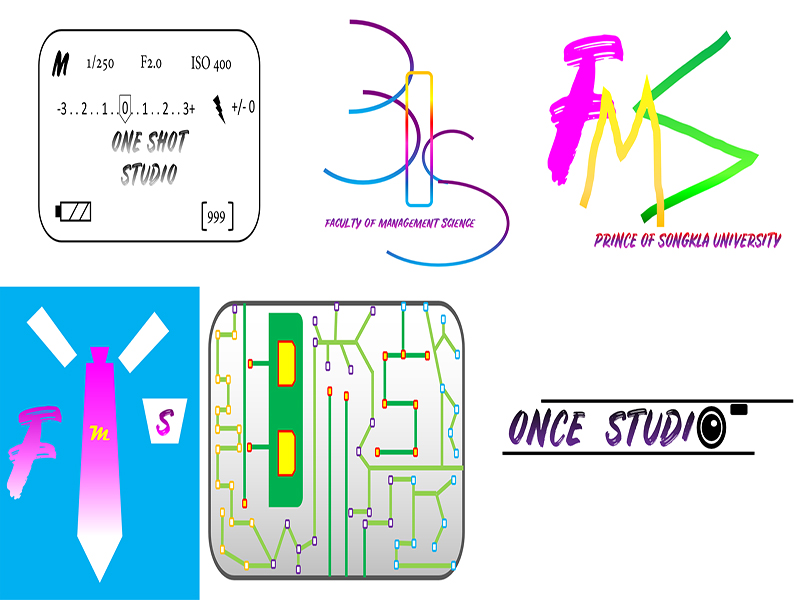 M 1/250 F2.0 ISO 400
-3..2..1..0..1..2..3+ +/- 0
ONE SHOT
STUDIO
[999]
FACULTY OF MANAGEMENT SCIENCE
FMS
PRINCE OF SONGKLA UNIVERSITY
F M S
ONCE STUDIO